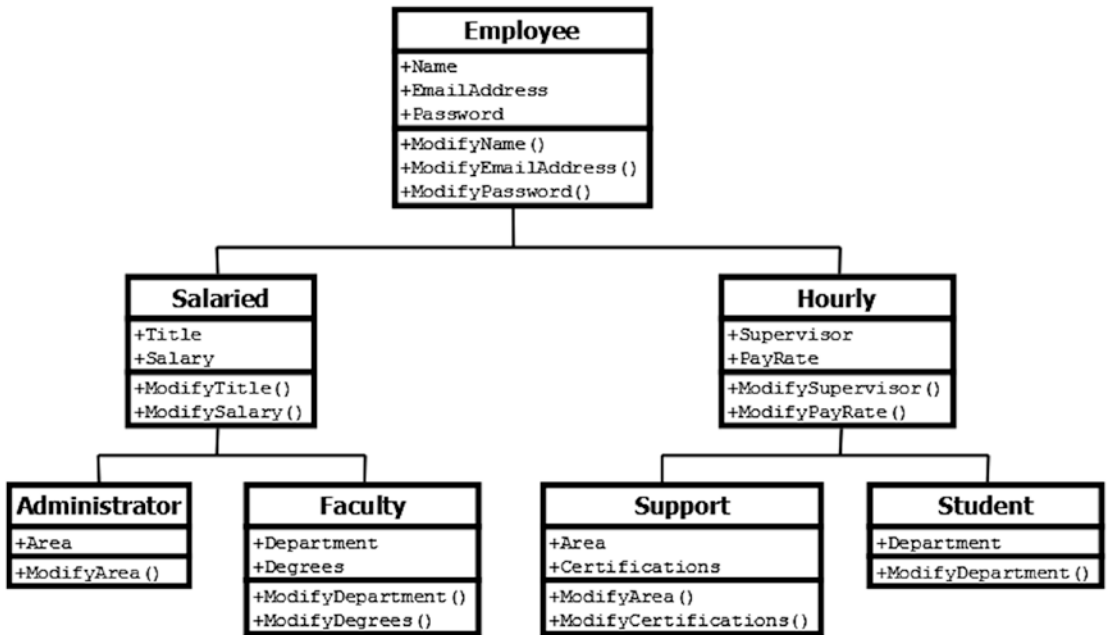 Employee
+Name
+EmailAddress
+Password
+ModifyName()
+ModifyEmailAddress()
+ModifyPassword()
Salaried
+Title
+Salary
+ModifyTitle()
+ModifySalary()
Hourly
+Supervisor
+PayRate
+ModifySupervisor()
+ModifyPayRate()
Administrator
+Area
+ModifyArea()
Faculty
+Department
+Degrees
+ModifyDepartment()
+ModifyDegrees()
Support
+Area
+Certifications
+ModifyArea()
+ModifyCertifications()
Student
+Department
+ModifyDepartment()